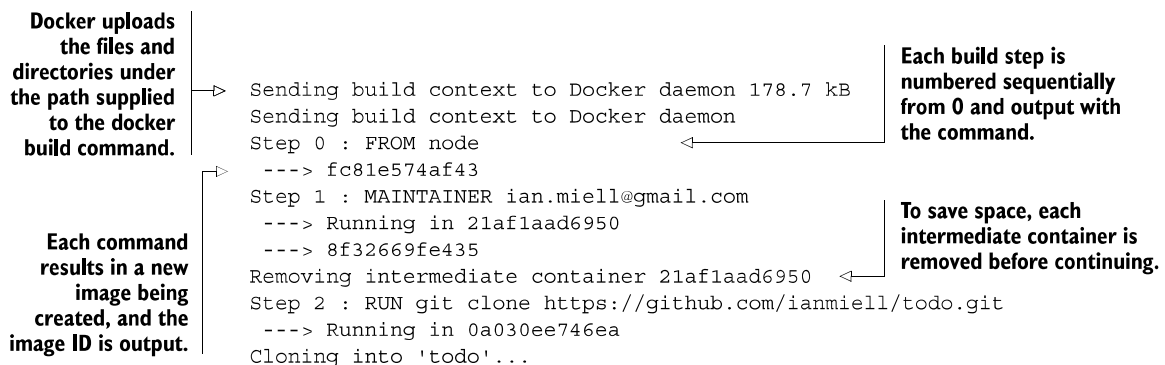 Docker uploads
the files and
directories under
the path supplied
to the docker
build command.
Each build step is
numbered sequentially
from 0 and output with
the command.
Sending build context to Docker daemon 178.7 kB
Sending build context to Docker daemon
Step 0 : FROM node
---> fc81e574af43
Step 1 : MAINTAINER ian.miell@gmail.com
---> Running in 21af1aad6950
---> 8f32669fe435
Removing intermediate container 21af1aad6950
Step 2 : RUN git clone https://github.com/ianmiell/todo.git
---> Running in 0a030ee746ea
Cloning into 'todo'...
Each command
results in a new
image being
created, and the
image ID is output.
To save space, each
intermediate container is
removed before continuing.